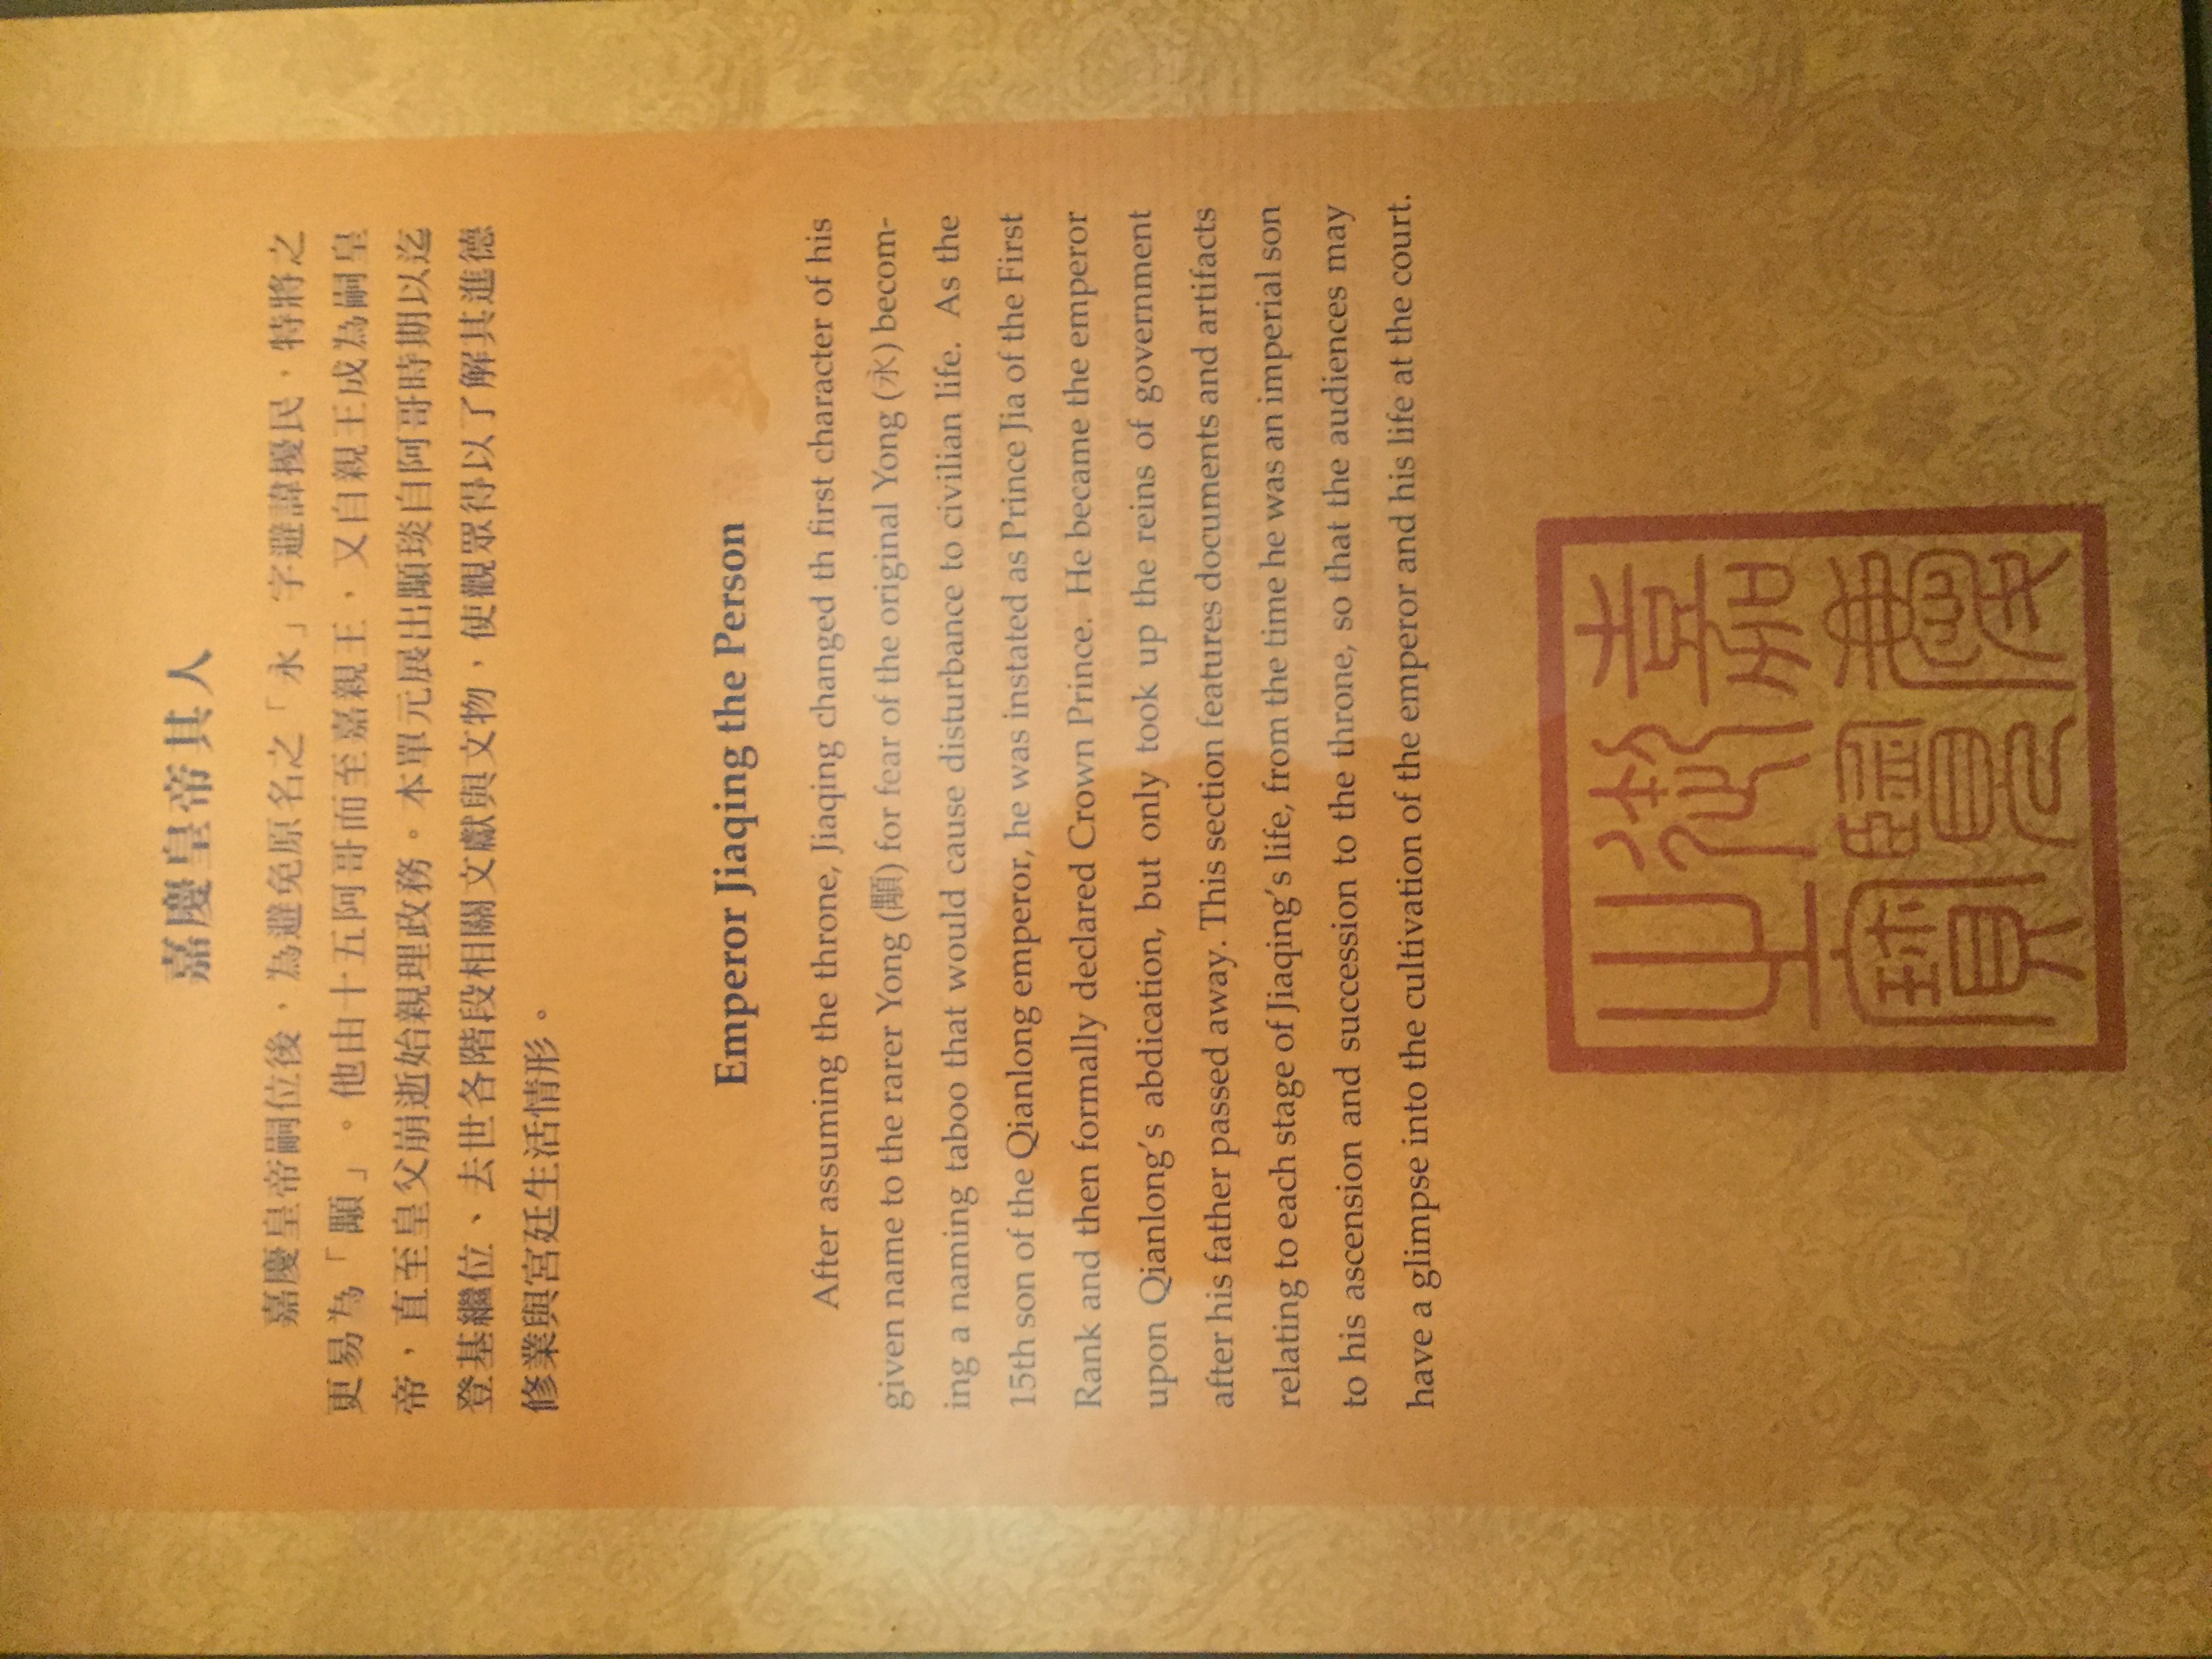 嘉慶皇帝其人
嘉慶皇帝嗣位後，為避免原名之「永」字避諱擾民，特將之
更易為「顒」。他由十五阿哥而至嘉親王，又自親王成為嗣皇
帝，直至皇父崩逝始親理政務。本單元展出顒琰自阿哥時期以迄
登基繼位、去世各階段相關文獻與文物，使觀眾得以了解其進德
修業與宮廷生活情形。
Emperor Jiaqing the Person
After assuming the throne, Jiaqing changed th first character of his
given name to the rarer Yong (顒) for fear of the original Yong (永) becom-
ing a naming taboo that would cause disturbance to civilian life. As the
15th son of the Qianlong emperor, he was instated as Prince Jia of the First
Rank and then formally declared Crown Prince. He became the emperor
upon Qianlong’s abdication, but only took up the reins of government
after his father passed away. This section features documents and artifacts
relating to each stage of Jiaqing’s life, from the time he was an imperial son
to his ascension and succession to the throne, so that the audiences may
have a glimpse into the cultivation of the emperor and his life at the court.
嘉慶
御覽
之寶